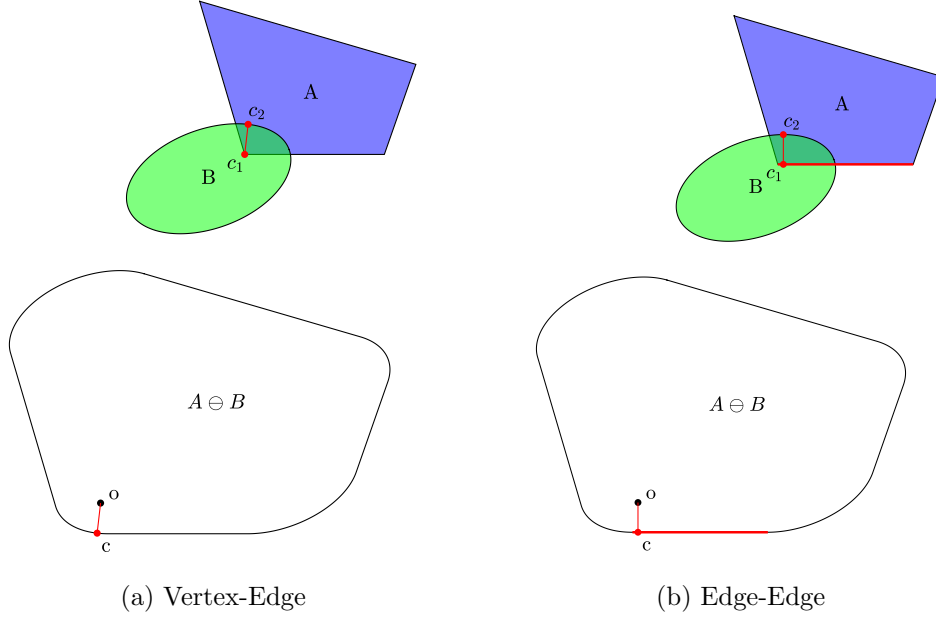 A
c₂
c₁
B
A ⊖ B
o
c
(a) Vertex-Edge
A
c₂
c₁
B
A ⊖ B
o
c
(b) Edge-Edge